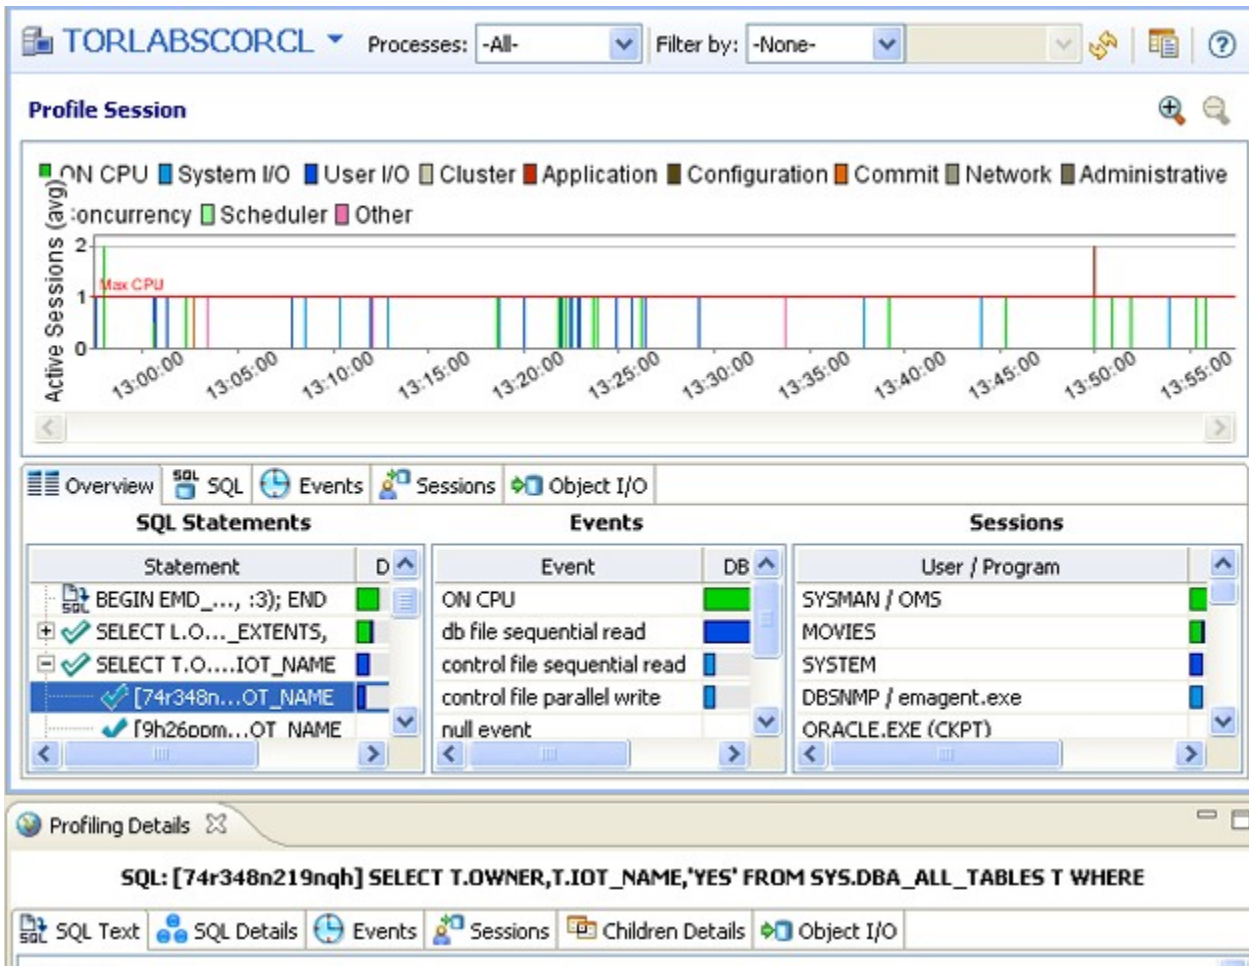 TORLABSCORCL Processes: -All- Filter by: -None-
Profile Session
ON CPU System I/O User I/O Cluster Application Configuration Commit Network Administrative
:oncurrency Scheduler Other
Active Sessions (avg)
2
Max CPU
1
0
13:00:00 13:05:00 13:10:00 13:15:00 13:20:00 13:25:00 13:30:00 13:35:00 13:40:00 13:45:00 13:50:00 13:55:00
Overview SQL SQL Events Sessions Object I/O
SQL Statements Events Sessions
Statement D Event DB User / Program
SQL BEGIN EMD_..., :3); END ON CPU SYSMAN / OMS
SELECT L.O..._EXTENTS, db file sequential read MOVIES
SELECT T.O....IOT_NAME control file sequential read SYSTEM
[74r348n...OT_NAME control file parallel write DBSNMP / emagent.exe
[9h26ppm...OT_NAME null event ORACLE.EXE (CKPT)
Profiling Details
SQL: [74r348n219nqh] SELECT T.OWNER,T.IOT_NAME,'YES' FROM SYS.DBA_ALL_TABLES T WHERE
SQL SQL Text SQL Details Events Sessions Children Details Object I/O